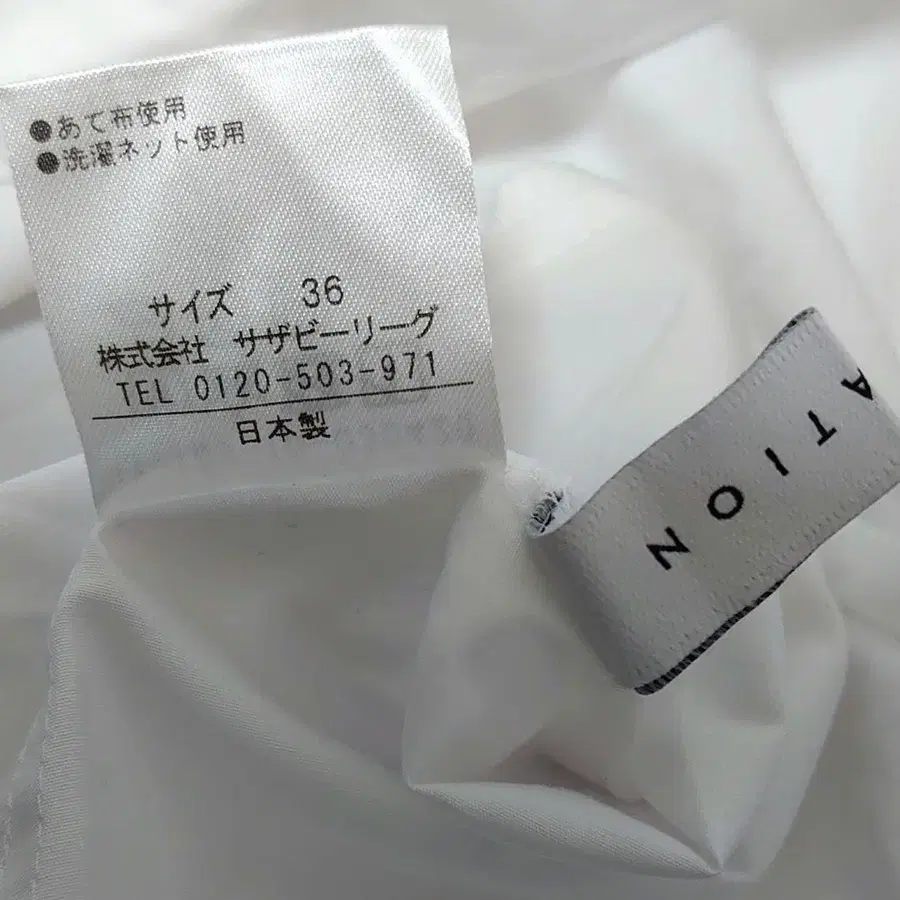 ●あて布使用
●洗濯ネット使用
サイズ 36
株式会社 サザビーリーグ
TEL 0120-503-971
日本製
ATION